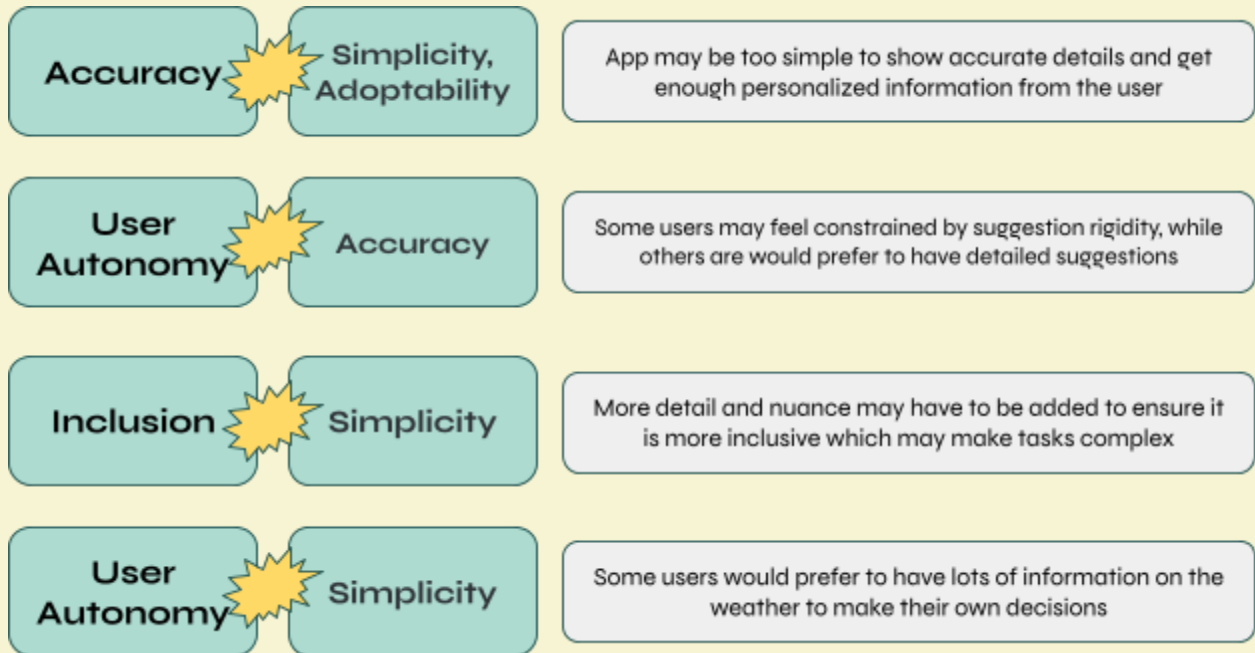 Accuracy
Simplicity,
Adoptability
App may be too simple to show accurate details and get
enough personalized information from the user
User
Autonomy
Accuracy
Some users may feel constrained by suggestion rigidity, while
others are would prefer to have detailed suggestions
Inclusion
Simplicity
More detail and nuance may have to be added to ensure it
is more inclusive which may make tasks complex
User
Autonomy
Simplicity
Some users would prefer to have lots of information on the
weather to make their own decisions